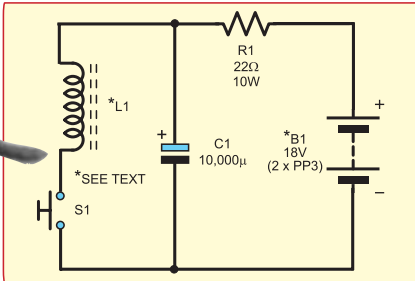 R1
22Ω
10W
*L1
+
C1
10,000µ
+
*B1
18V
(2 x PP3)
–
*SEE TEXT
S1